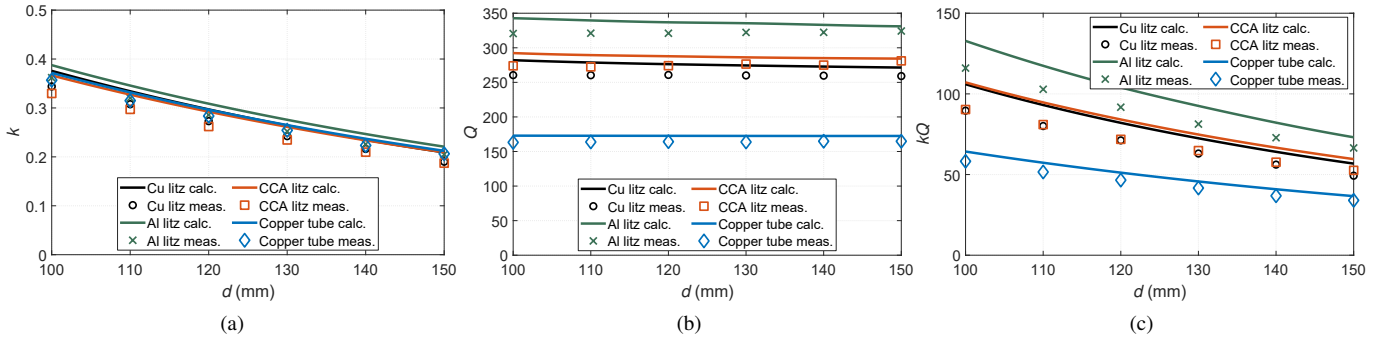 0.5
0.4
0.3
0.2
0.1
0
k
100 110 120 130 140 150
d (mm)
Cu litz calc.
Cu litz meas.
Al litz calc.
Al litz meas.
CCA litz calc.
CCA litz meas.
Copper tube calc.
Copper tube meas.
(a)
350
300
250
200
150
100
50
0
Q
100 110 120 130 140 150
d (mm)
Cu litz calc.
Cu litz meas.
Al litz calc.
Al litz meas.
CCA litz calc.
CCA litz meas.
Copper tube calc.
Copper tube meas.
(b)
150
100
50
0
kQ
100 110 120 130 140 150
d (mm)
Cu litz calc.
Cu litz meas.
Al litz calc.
Al litz meas.
CCA litz calc.
CCA litz meas.
Copper tube calc.
Copper tube meas.
(c)